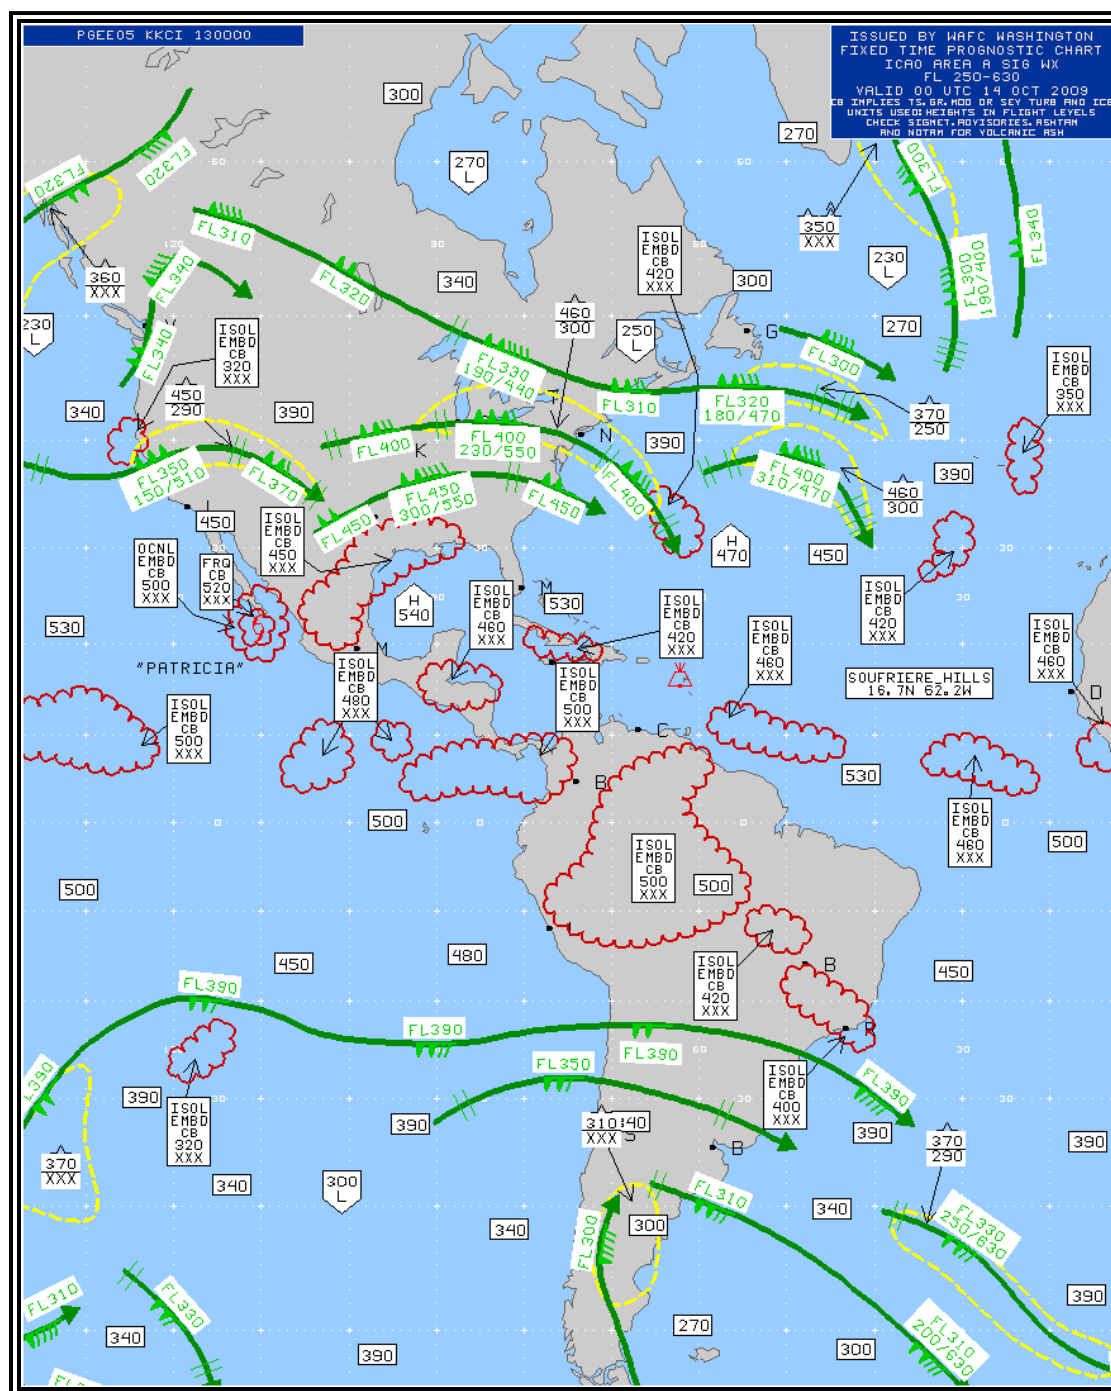 PGEE05 KKCI 130000
ISSUED BY WAFC WASHINGTON
FIXED TIME PROGNOSTIC CHART
ICAO AREA A SIG WX
FL 250-630
VALID 00 UTC 14 OCT 2009
CB IMPLIES TS.GR.MOD OR SEV TURB AND ICE
UNITS USED:HEIGHTS IN FLIGHT LEVELS
CHECK SIGMET.ADVISORIES.ASHTAM
AND NOTAM FOR VOLCANIC ASH
300
270
FL320
FL320
270
L
FL300
350
XXX
FL310
FL340
360
XXX
ISOL
EMBD
CB
420
XXX
230
L
FL300
190/400
FL340
FL320
340
300
230
L
460
300
250
L
G
270
FL340
ISOL
EMBD
CB
320
XXX
FL330
190/440
FL300
ISOL
EMBD
CB
350
XXX
450
290
340
390
FL310
FL320
180/470
370
250
FL400
K
FL400
230/550
N
390
FL350
150/510
FL370
FL400
FL400
310/470
390
FL450
300/550
FL450
FL450
460
300
450
ISOL
EMBD
CB
450
XXX
H
470
450
OCNL
EMBD
CB
500
XXX
FRQ
CB
520
XXX
H
540
ISOL
EMBD
CB
480
XXX
M
530
ISOL
EMBD
CB
420
XXX
ISOL
EMBD
CB
420
XXX
530
ISOL
EMBD
CB
460
XXX
ISOL
EMBD
CB
460
XXX
M
"PATRICIA"
ISOL
EMBD
CB
480
XXX
ISOL
EMBD
CB
500
XXX
SOUFRIERE HILLS
16.7N 62.2W
D
ISOL
EMBD
CB
500
XXX
C
530
B
500
ISOL
EMBD
CB
460
XXX
500
ISOL
EMBD
CB
500
XXX
500
500
480
450
ISOL
EMBD
CB
420
XXX
B
450
FL390
FL390
FL390
R
FL390
FL350
390
ISOL
EMBD
CB
320
XXX
ISOL
EMBD
CB
400
XXX
FL390
390
310
XXX
S
B
390
370
290
390
370
XXX
340
300
L
FL310
340
340
300
FL300
FL330
250/630
FL310
FL330
390
340
270
390
300
FL310
200/630